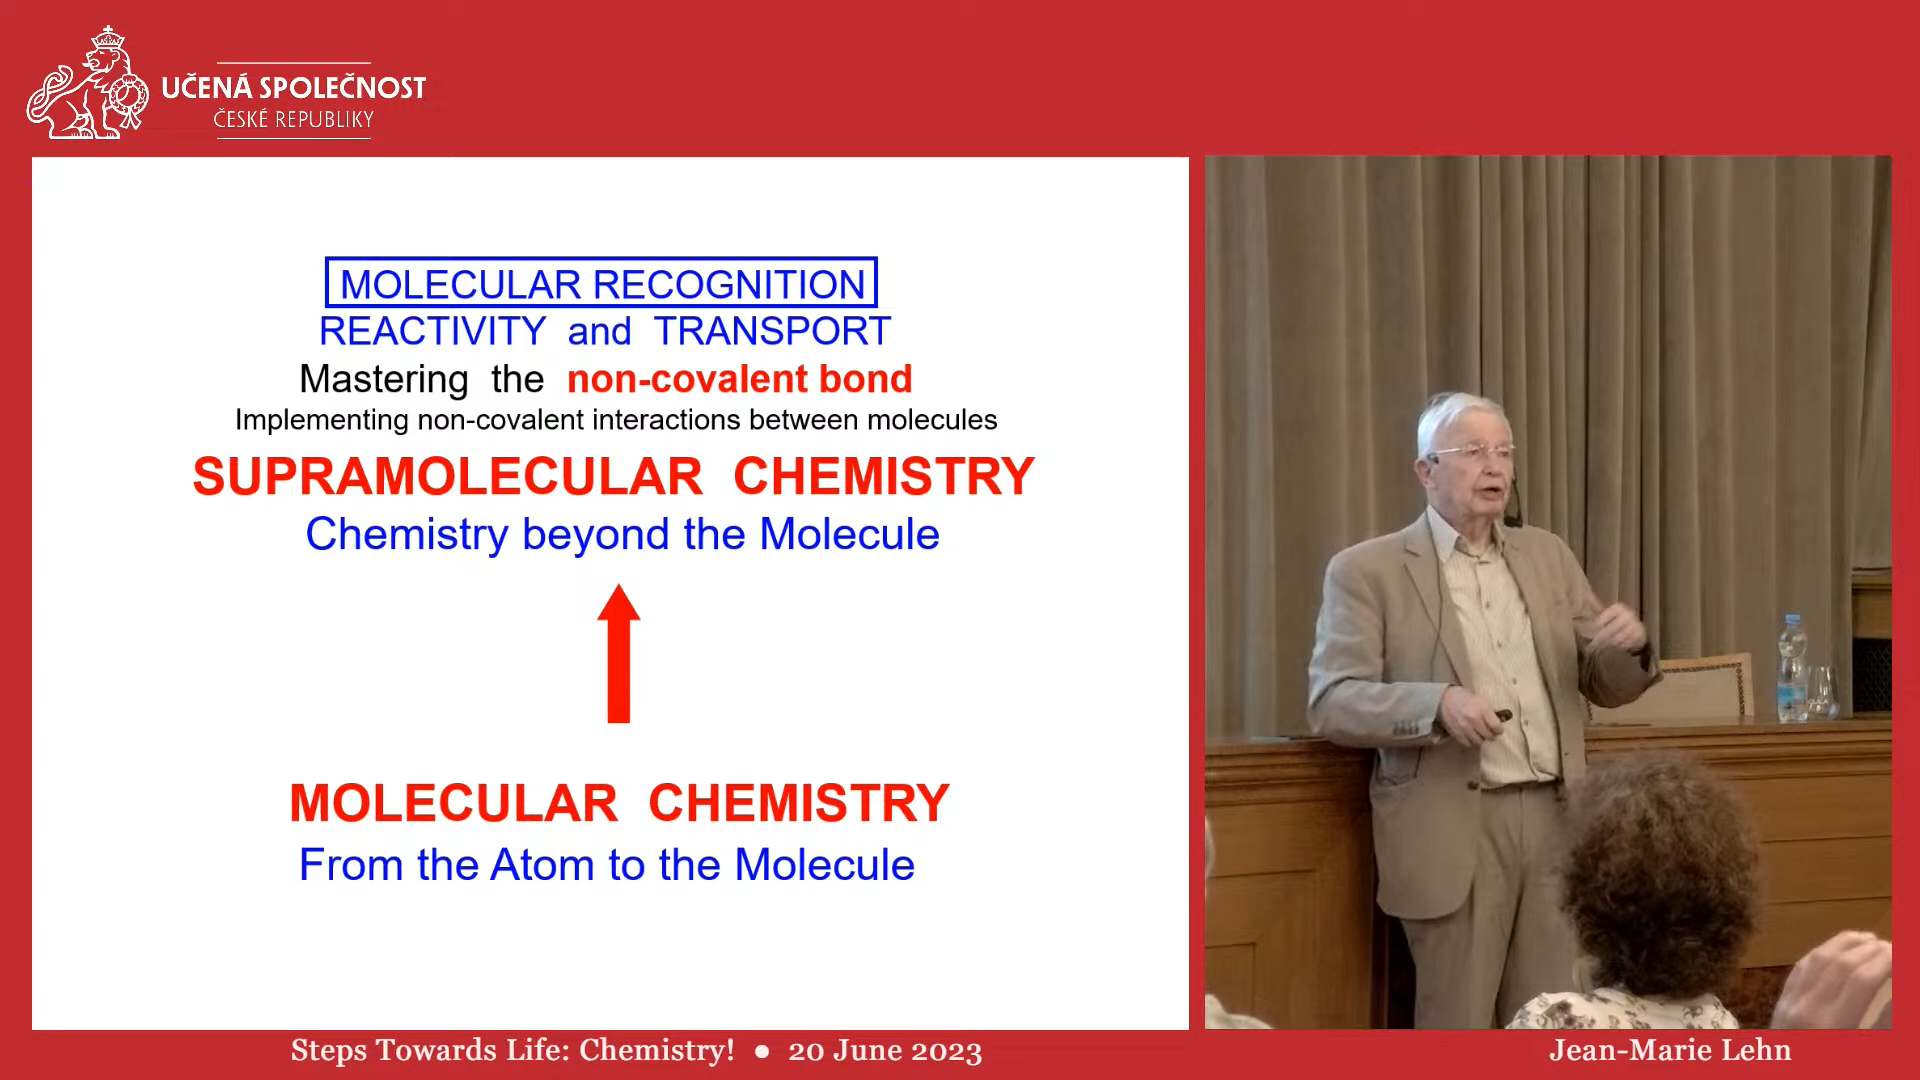 UČENÁ SPOLEČNOST
ČESKÉ REPUBLIKY
MOLECULAR RECOGNITION
REACTIVITY and TRANSPORT
Mastering the non-covalent bond
Implementing non-covalent interactions between molecules
SUPRAMOLECULAR CHEMISTRY
Chemistry beyond the Molecule
MOLECULAR CHEMISTRY
From the Atom to the Molecule
Steps Towards Life: Chemistry! ● 20 June 2023
Jean-Marie Lehn